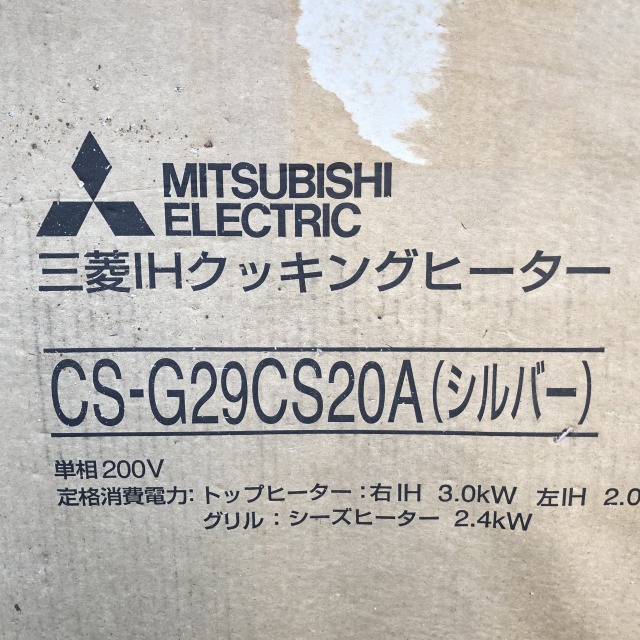 MITSUBISHI
ELECTRIC
三菱IHクッキングヒーター
CS-G29CS20A(シルバー)
単相200V
定格消費電力:トップヒーター:右IH 3.0kW 左IH 2.0
グリル:シーズヒーター 2.4kW